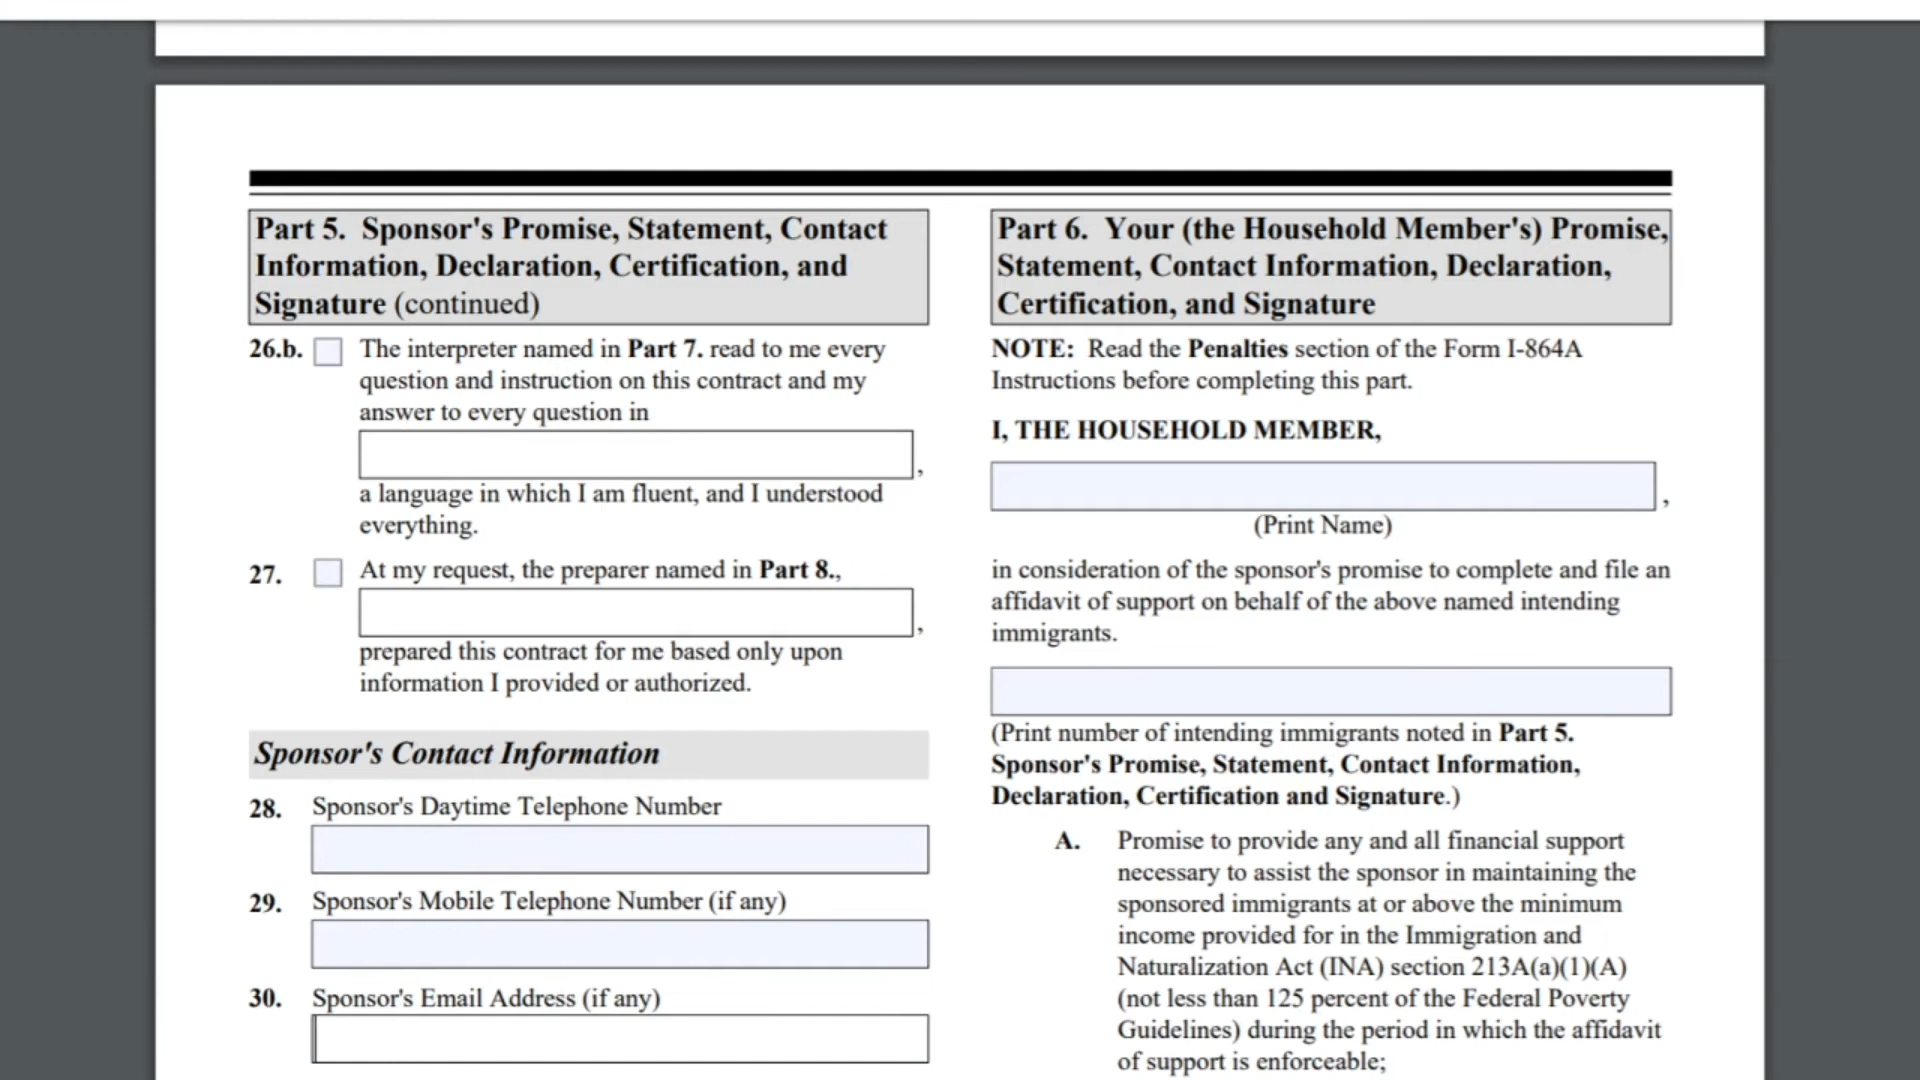 Part 5. Sponsor's Promise, Statement, Contact
Information, Declaration, Certification, and
Signature (continued)
26.b. The interpreter named in Part 7. read to me every
question and instruction on this contract and my
answer to every question in
,
a language in which I am fluent, and I understood
everything.
27. At my request, the preparer named in Part 8.,
,
prepared this contract for me based only upon
information I provided or authorized.
Sponsor's Contact Information
28. Sponsor's Daytime Telephone Number
29. Sponsor's Mobile Telephone Number (if any)
30. Sponsor's Email Address (if any)
Part 6. Your (the Household Member's) Promise,
Statement, Contact Information, Declaration,
Certification, and Signature
NOTE: Read the Penalties section of the Form I-864A
Instructions before completing this part.
I, THE HOUSEHOLD MEMBER,
,
(Print Name)
in consideration of the sponsor's promise to complete and file an
affidavit of support on behalf of the above named intending
immigrants.
(Print number of intending immigrants noted in Part 5.
Sponsor's Promise, Statement, Contact Information,
Declaration, Certification and Signature.)
A. Promise to provide any and all financial support
necessary to assist the sponsor in maintaining the
sponsored immigrants at or above the minimum
income provided for in the Immigration and
Naturalization Act (INA) section 213A(a)(1)(A)
(not less than 125 percent of the Federal Poverty
Guidelines) during the period in which the affidavit
of support is enforceable;